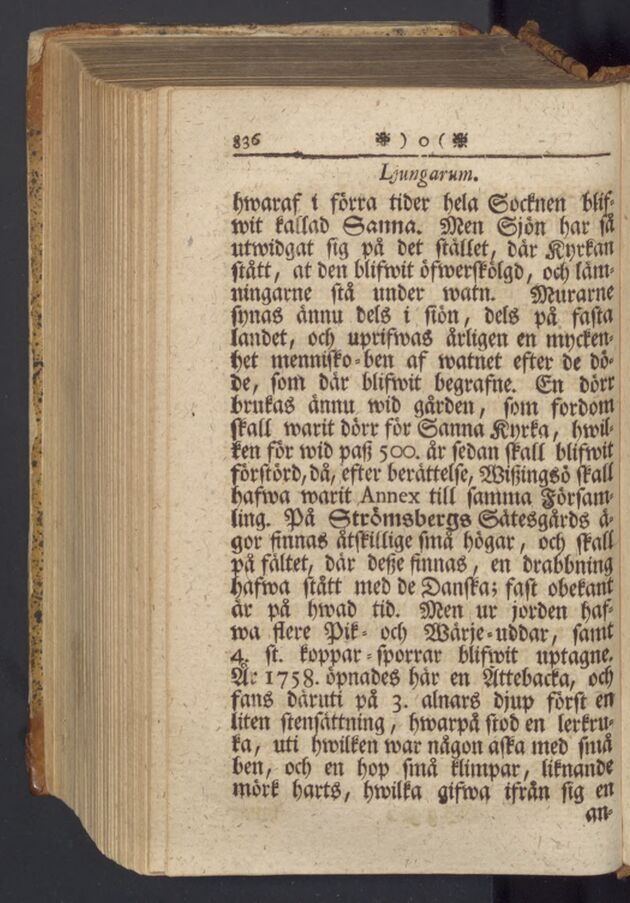 836 ❉ ) o ( ❉
Ljungarum.
hwaraf i förra tider hela Socknen blif-
wit kallad Sanna. Men Sjön har så
utwidgat sig på det stället, där Kyrkan
stått, at den blifwit öfwerskölgd, och läm-
ningarne stå under watn. Murarne
synas ännu dels i siön, dels på fasta
landet, och uprifwas årligen en mycken-
het mennisko-ben af watnet efter de dö-
de, som där blifwit begrafne. En dörr
brukas ännu wid gården, som fordom
skall warit dörr för Sanna Kyrka, hwil-
ken för wid paß 500. år sedan skall blifwit
förstörd, då, efter berättelse, Wißingsö skall
hafwa warit Annex till samma Försam-
ling. På Strömsbergs Sätesgårds ä-
gor finnas åtskillige små högar, och skall
på fältet, där deße finnas, en drabbning
hafwa stått med de Danska; fast obekant
är på hwad tid. Men ur jorden haf-
wa flere Pik- och Wärje-uddar, samt
4. st. koppar-sporrar blifwit uptagne.
År 1758. öpnades här en Ättebacka, och
fans däruti på 3. alnars djup först en
liten stensättning, hwarpå stod en lerkru-
ka, uti hwilken war någon aska med små
ben, och en hop små klimpar, liknande
mörk harts, hwilka gifwa ifrån sig en
an-